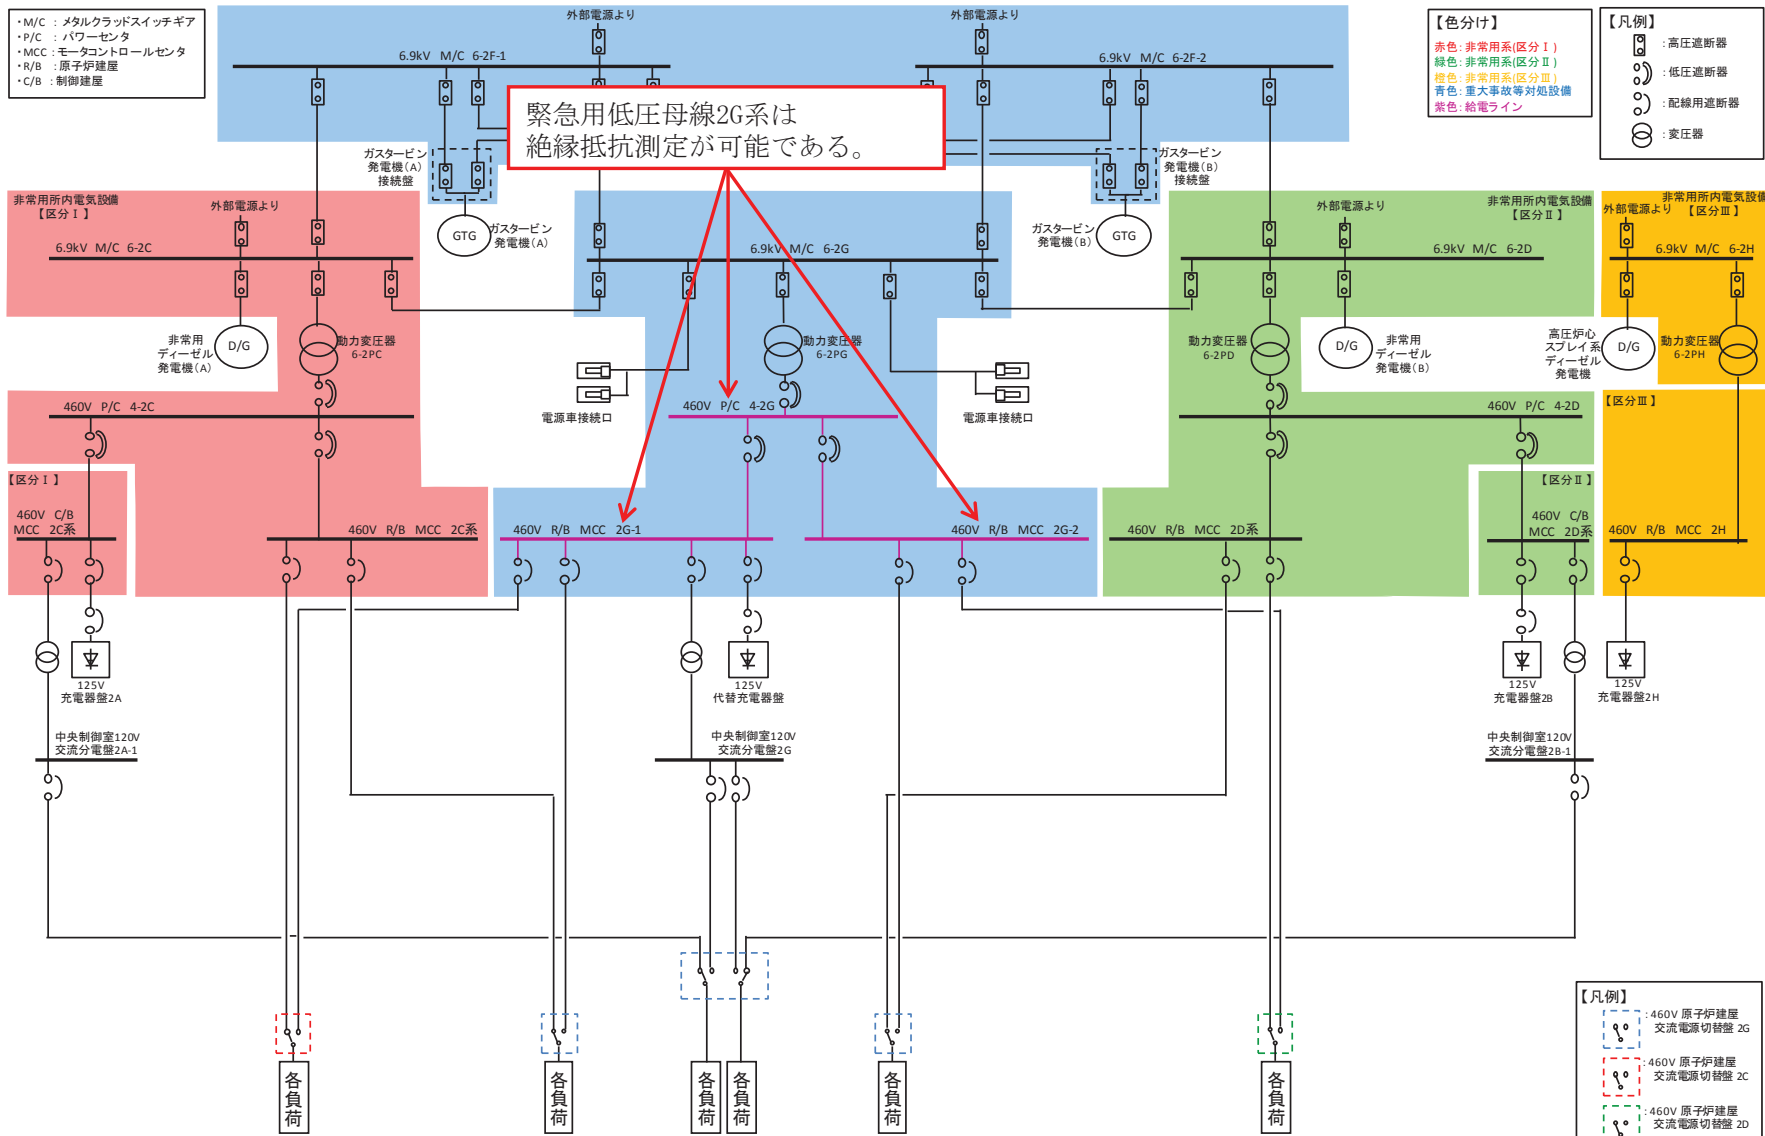 ・M/C ： メタルクラッドスイッチギア
・P/C ： パワーセンタ
・MCC：モータコントロールセンタ
・R/B ：原子炉建屋
・C/B ：制御建屋
外部電源より
外部電源より
6.9kV M/C 6-2F-1
6.9kV M/C 6-2F-2
【色分け】
赤色：非常用系(区分Ⅰ)
緑色：非常用系(区分Ⅱ)
橙色：非常用系(区分Ⅲ)
青色：重大事故等対処設備
紫色：給電ライン
【凡例】
：高圧遮断器
：低圧遮断器
：配線用遮断器
：変圧器
緊急用低圧母線2G系は
絶縁抵抗測定が可能である。
ガスタービン
発電機(A)
接続盤
ガスタービン
発電機(B)
接続盤
GTG
ガスタービン
発電機(A)
ガスタービン
発電機(B)
GTG
非常用所内電気設備
【区分Ⅰ】
外部電源より
6.9kV M/C 6-2C
6.9kV M/C 6-2G
外部電源より
非常用所内電気設備
【区分Ⅱ】
6.9kV M/C 6-2D
非常用所内電気設備
【区分Ⅲ】
外部電源より
6.9kV M/C 6-2H
非常用
ディーゼル
発電機(A)
D/G
動力変圧器
6-2PC
動力変圧器
6-2PG
動力変圧器
6-2PD
D/G
非常用
ディーゼル
発電機(B)
高圧炉心
スプレイ系
ディーゼル
発電機
D/G
動力変圧器
6-2PH
電源車接続口
電源車接続口
460V P/C 4-2C
460V P/C 4-2G
460V P/C 4-2D
【区分Ⅲ】
【区分Ⅰ】
【区分Ⅱ】
460V C/B
MCC 2C系
460V R/B MCC 2C系
460V R/B MCC 2G-1
460V R/B MCC 2G-2
460V R/B MCC 2D系
460V C/B
MCC 2D系
460V R/B MCC 2H
125V
充電器盤2A
125V
代替充電器盤
125V
充電器盤2B
125V
充電器盤2H
中央制御室120V
交流分電盤2A-1
中央制御室120V
交流分電盤2G
中央制御室120V
交流分電盤2B-1
各負荷
各負荷
各負荷
各負荷
各負荷
各負荷
【凡例】
：460V 原子炉建屋
交流電源切替盤 2G
：460V 原子炉建屋
交流電源切替盤 2C
：460V 原子炉建屋
交流電源切替盤 2D